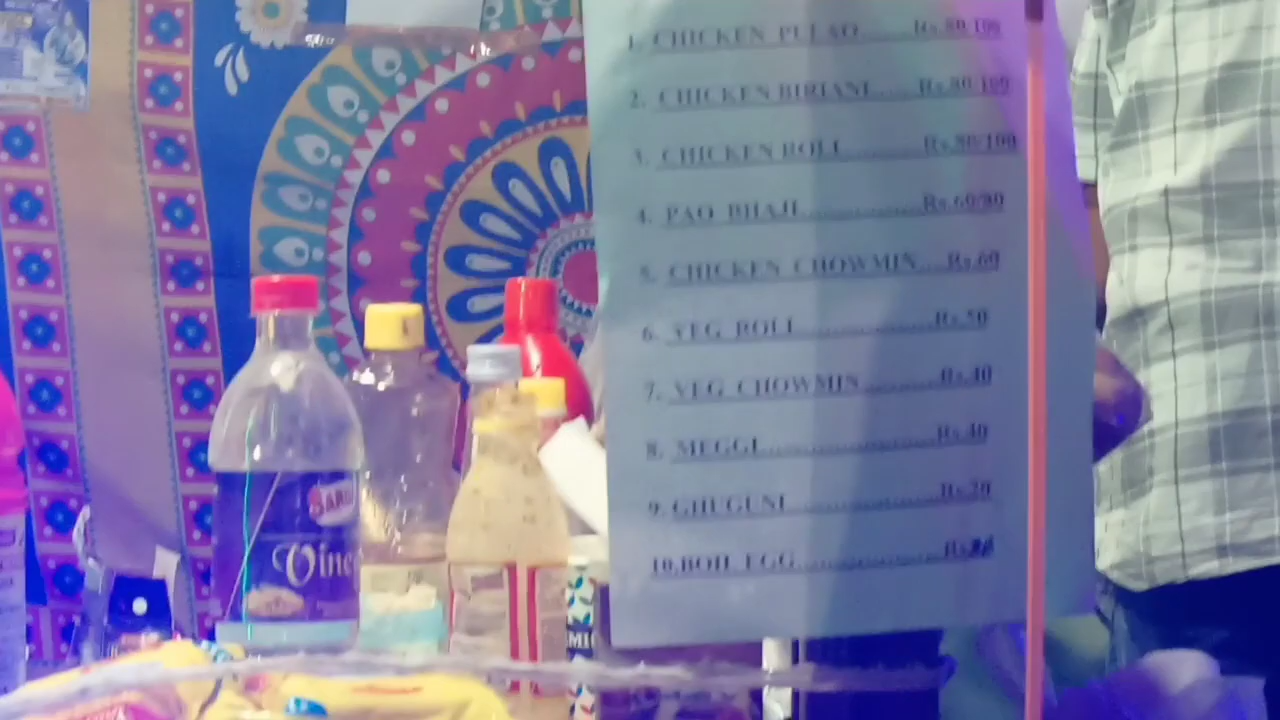 1. CHICKEN PULAO........Rs.80/100
2. CHICKEN BIRIANI.....Rs.80/100
3. CHICKEN ROLL..........Rs.80/100
4. PAO BHAJI..............Rs.60/80
5. CHICKEN CHOWMIN....Rs.60
6. VEG ROLL................Rs.50
7. VEG CHOWMIN.........Rs.40
8. MEGGI....................Rs.40
9. GHUGUNI................Rs.20
10. BOIL EGG...............
Vine